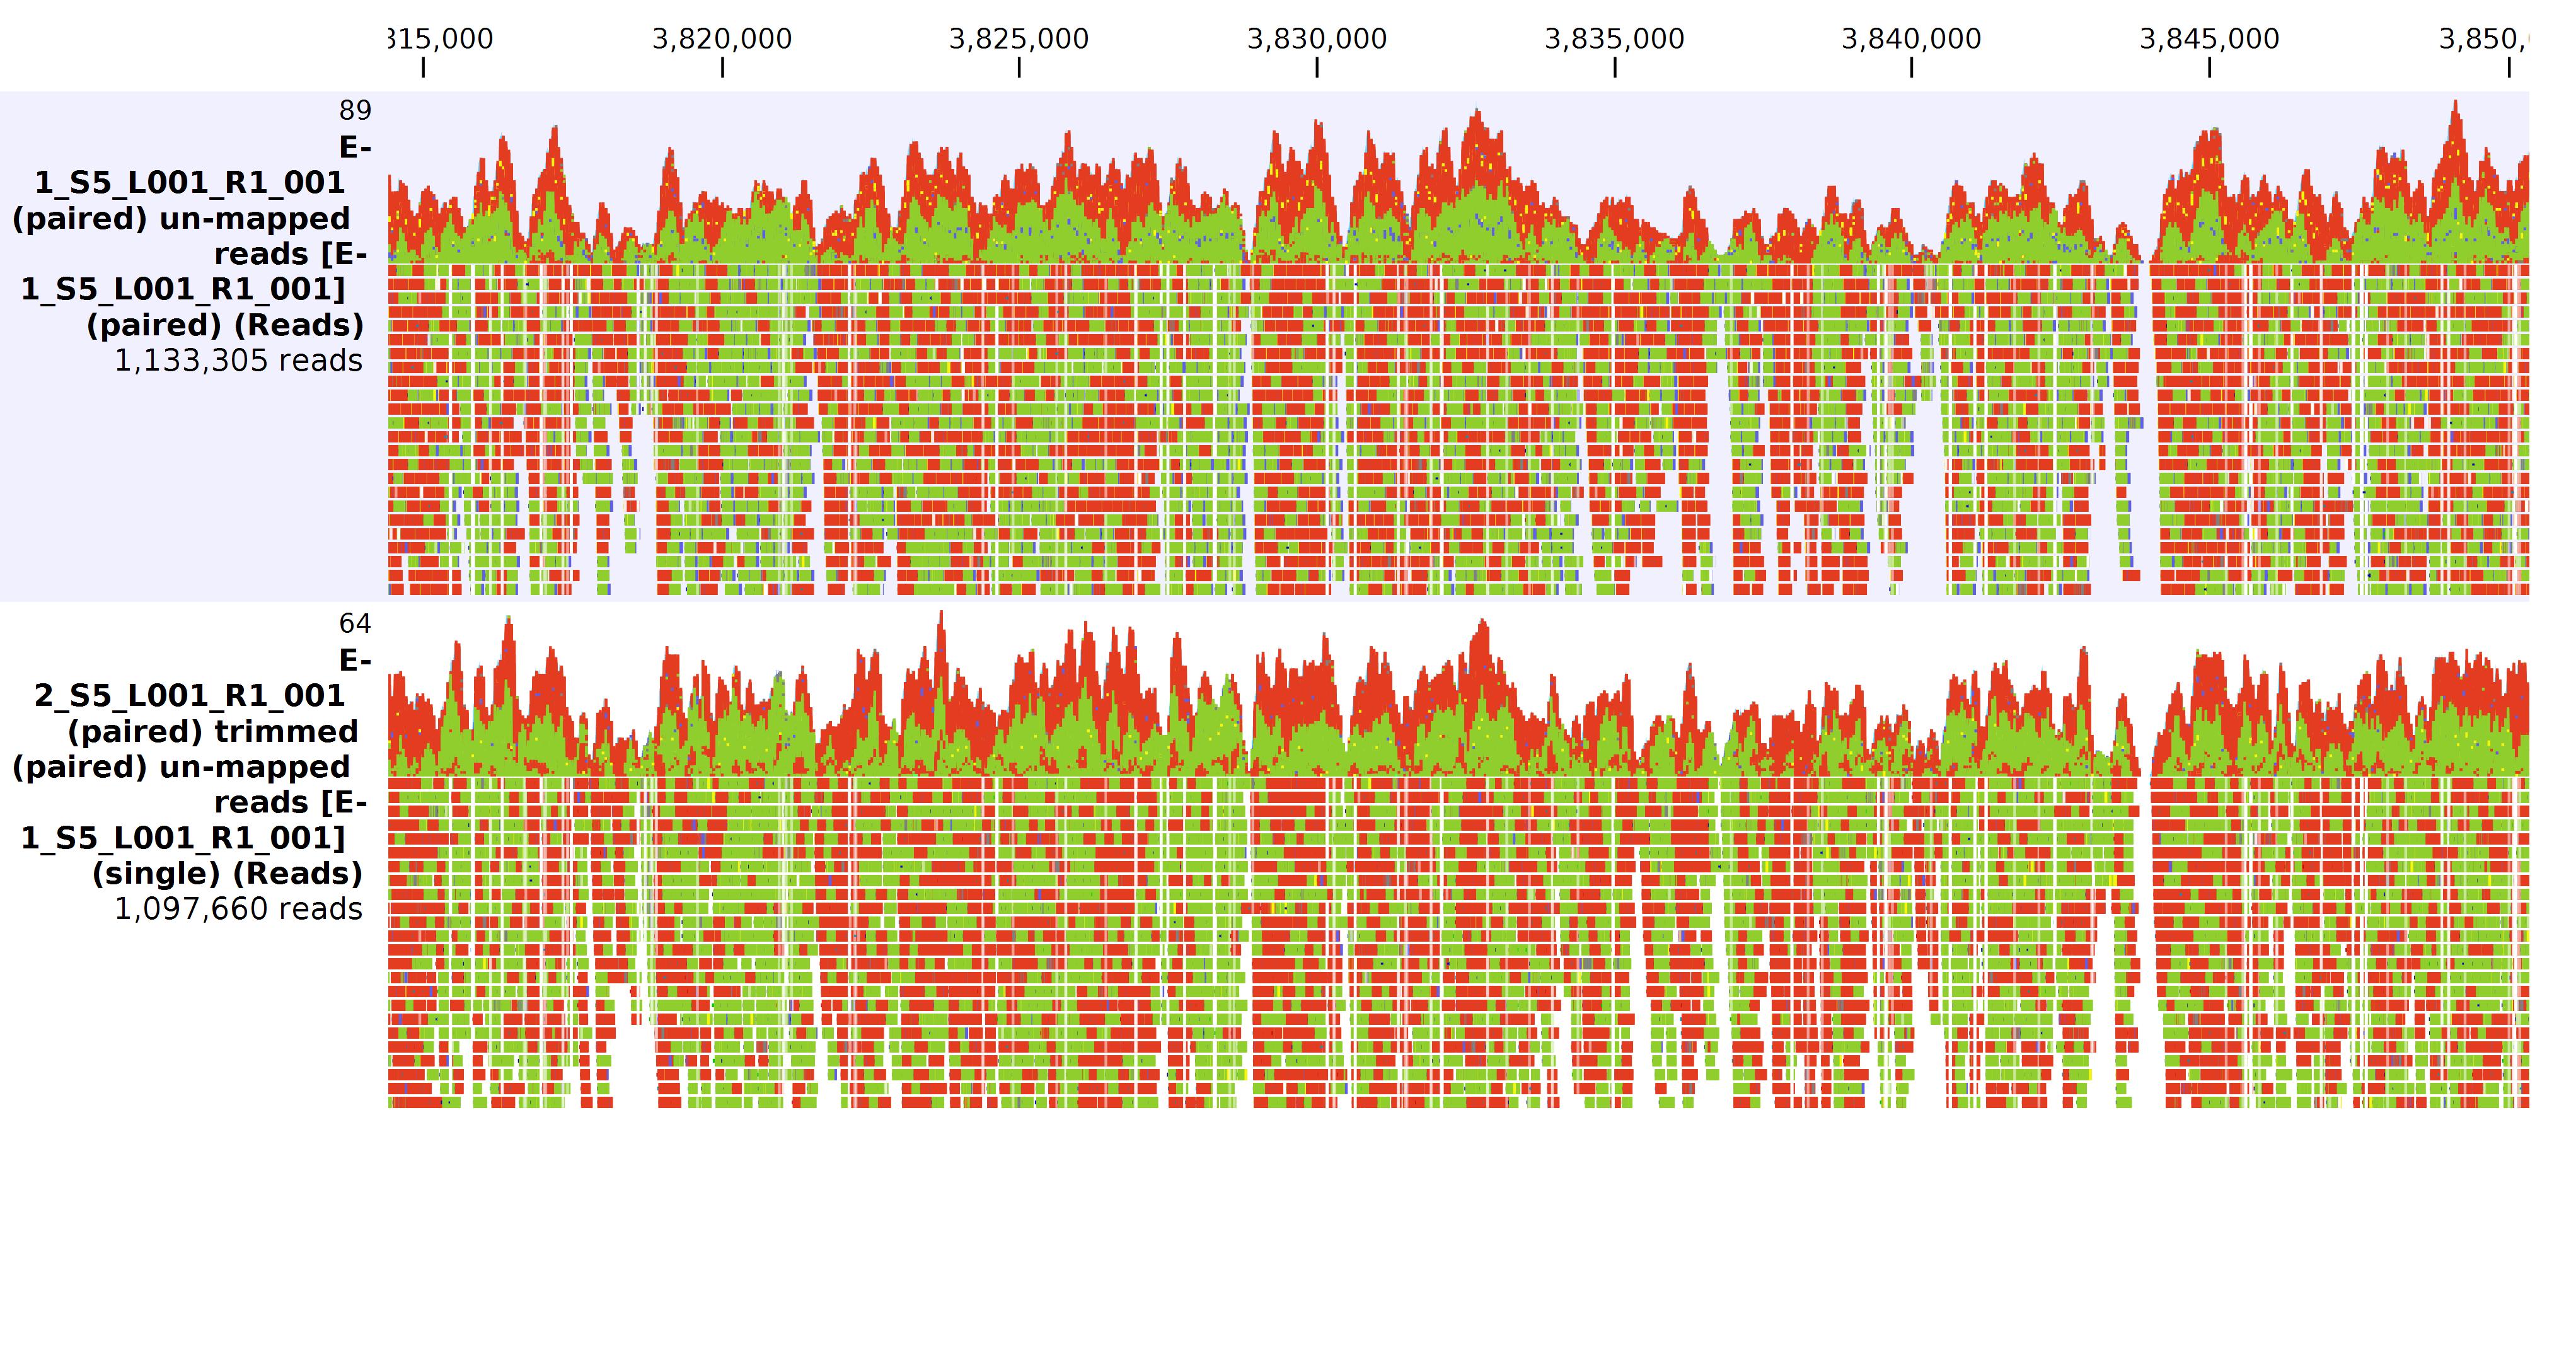 315,000 3,820,000 3,825,000 3,830,000 3,835,000 3,840,000 3,845,000 3,850,0
89
E-
1_S5_L001_R1_001
(paired) un-mapped
reads [E-
1_S5_L001_R1_001]
(paired) (Reads)
1,133,305 reads
64
E-
2_S5_L001_R1_001
(paired) trimmed
(paired) un-mapped
reads [E-
1_S5_L001_R1_001]
(single) (Reads)
1,097,660 reads